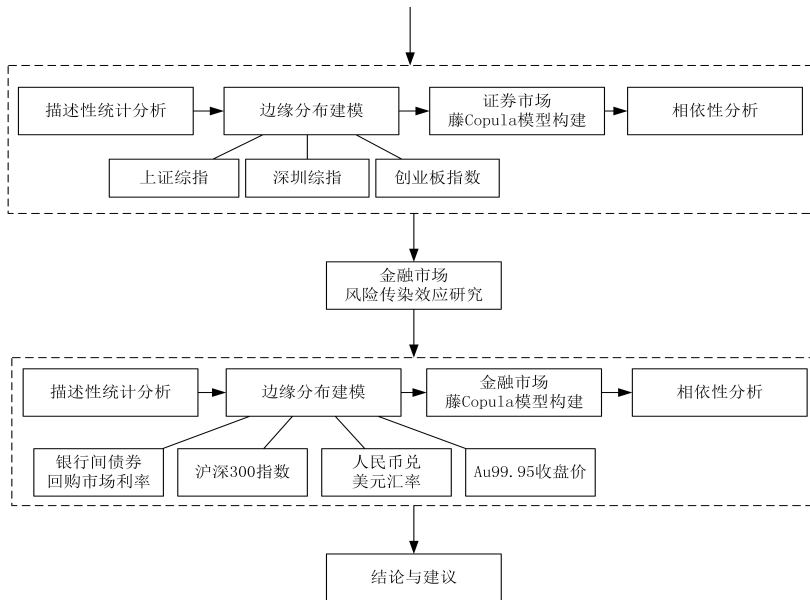 描述性统计分析
边缘分布建模
证券市场
藤Copula模型构建
相依性分析
上证综指
深圳综指
创业板指数
金融市场
风险传染效应研究
描述性统计分析
边缘分布建模
金融市场
藤Copula模型构建
相依性分析
银行间债券
回购市场利率
沪深300指数
人民币兑
美元汇率
Au99.95收盘价
结论与建议